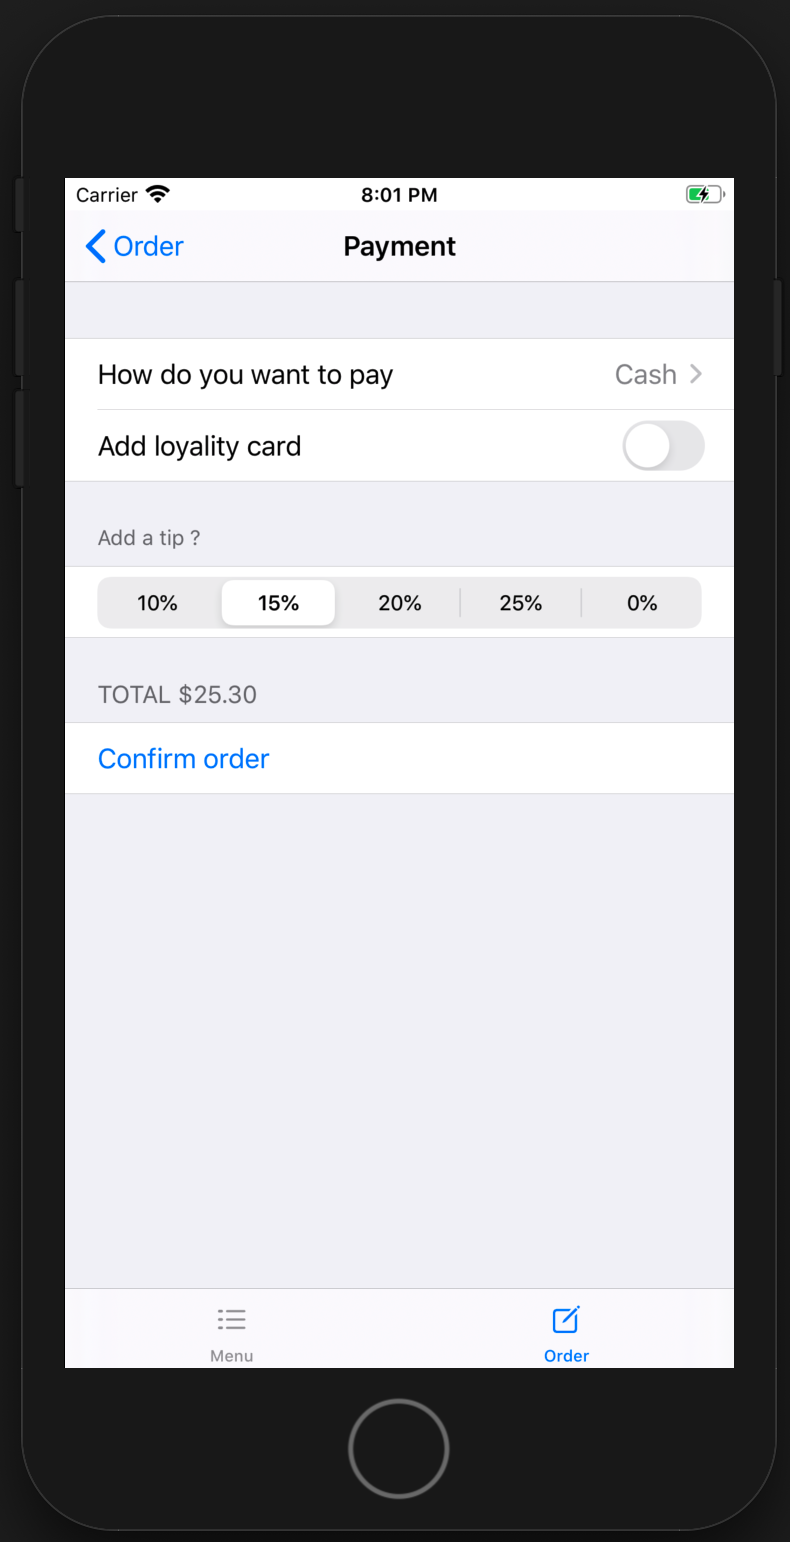 Carrier 8:01 PM
Order Payment
How do you want to pay Cash
Add loyality card
Add a tip ?
10% 15% 20% 25% 0%
TOTAL $25.30
Confirm order
Menu Order